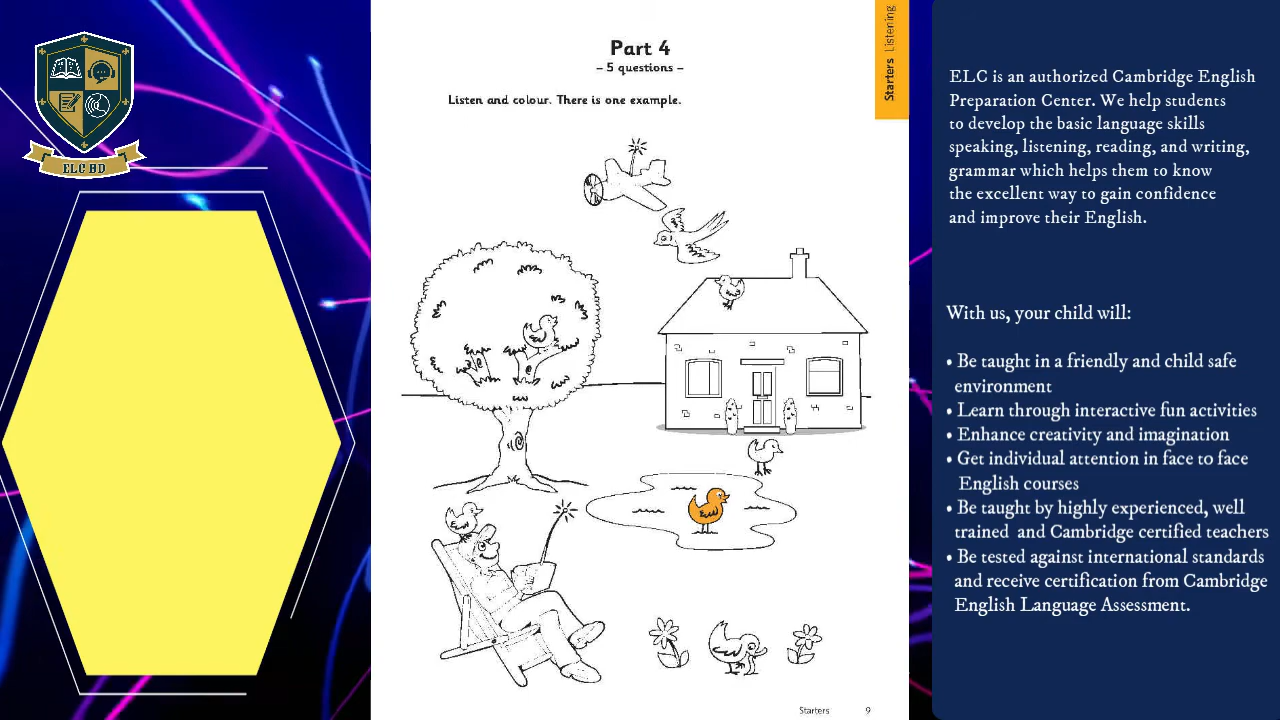 ELC BD
Part 4
– 5 questions –
Listen and colour. There is one example.
Starters Listening
Starters 9
ELC is an authorized Cambridge English
Preparation Center. We help students
to develop the basic language skills
speaking, listening, reading, and writing,
grammar which helps them to know
the excellent way to gain confidence
and improve their English.
With us, your child will:
• Be taught in a friendly and child safe
environment
• Learn through interactive fun activities
• Enhance creativity and imagination
• Get individual attention in face to face
English courses
• Be taught by highly experienced, well
trained and Cambridge certified teachers
• Be tested against international standards
and receive certification from Cambridge
English Language Assessment.